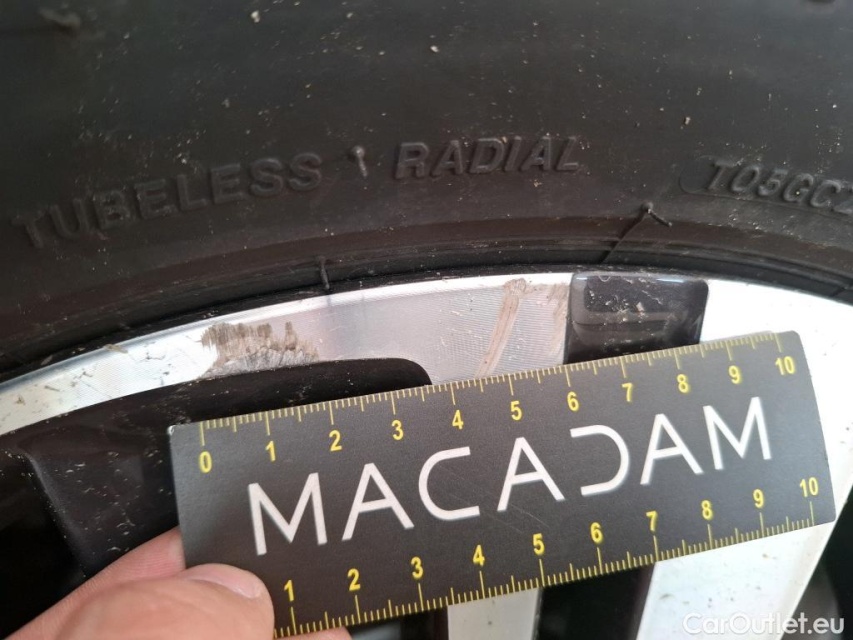 TUBELESS RADIAL
0 1 2 3 4 5 6 7 8 9 10
MACADAM
1 2 3 4 5 6 7 8 9 10
CarOutlet.eu